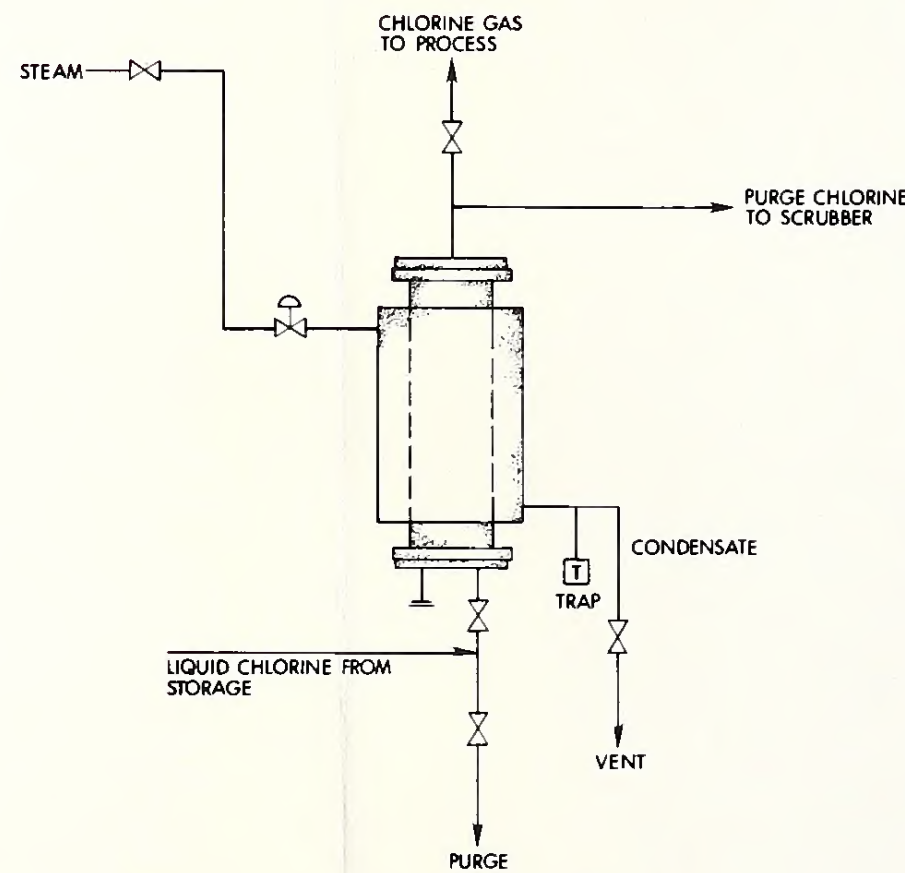 CHLORINE GAS
TO PROCESS
STEAM
PURGE CHLORINE
TO SCRUBBER
CONDENSATE
T
TRAP
LIQUID CHLORINE FROM
STORAGE
VENT
PURGE